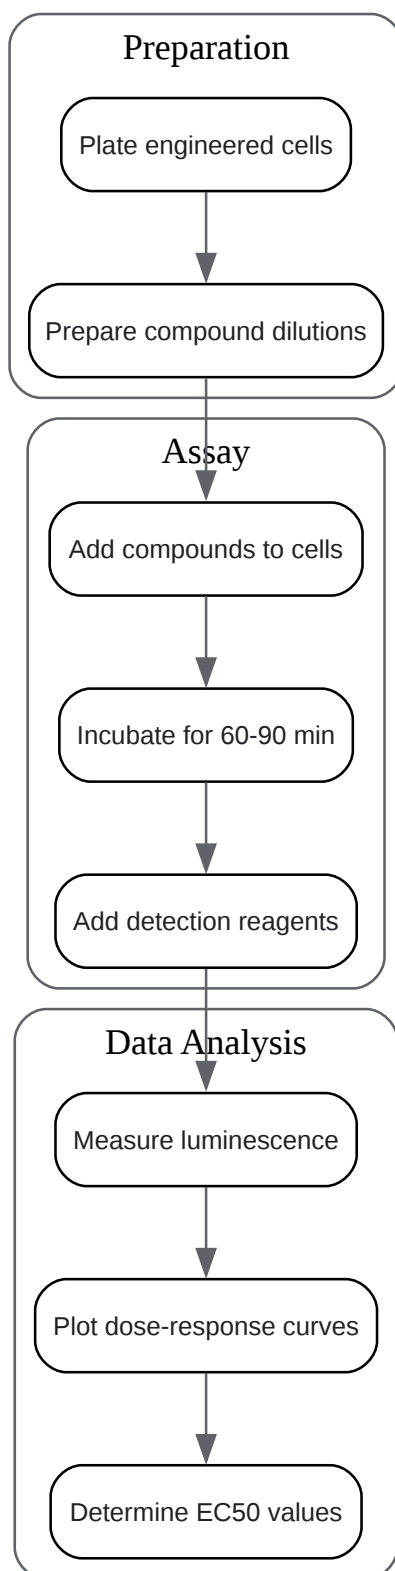 Preparation
Plate engineered cells
Prepare compound dilutions
Assay
Add compounds to cells
Incubate for 60-90 min
Add detection reagents
Data Analysis
Measure luminescence
Plot dose-response curves
Determine EC50 values